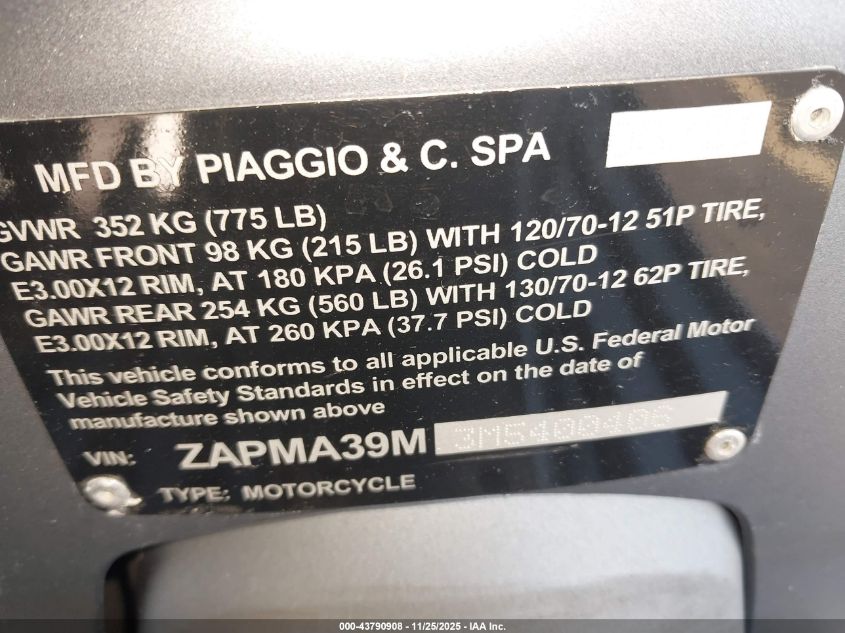 MFD BY PIAGGIO & C. SPA
GVWR 352 KG (775 LB)
GAWR FRONT 98 KG (215 LB) WITH 120/70-12 51P TIRE,
E3.00X12 RIM, AT 180 KPA (26.1 PSI) COLD
GAWR REAR 254 KG (560 LB) WITH 130/70-12 62P TIRE,
E3.00X12 RIM, AT 260 KPA (37.7 PSI) COLD
This vehicle conforms to all applicable U.S. Federal Motor
Vehicle Safety Standards in effect on the date of
manufacture shown above
VIN: ZAPMA39M 3M5400406
TYPE: MOTORCYCLE
000-43790908 - 11/25/2025 - IAA Inc.